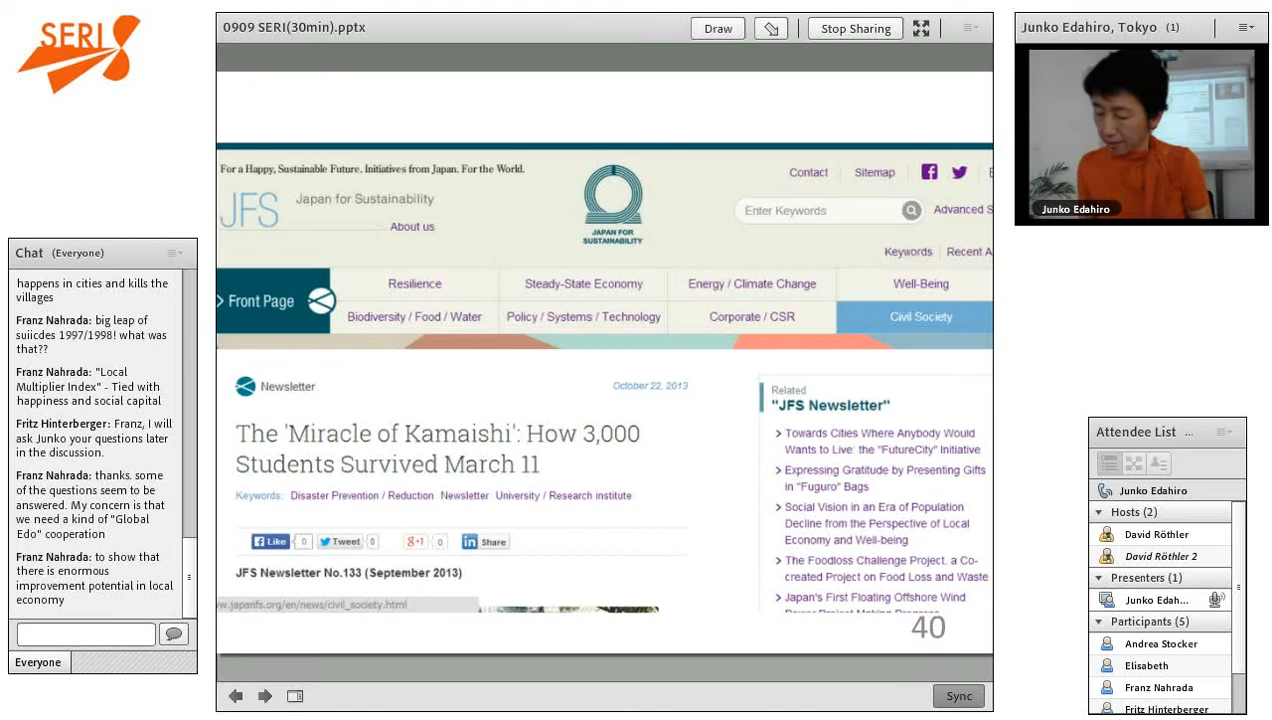 SERI
0909 SERI(30min).pptx
Draw
Stop Sharing
Junko Edahiro, Tokyo (1)
Junko Edahiro
For a Happy, Sustainable Future. Initiatives from Japan. For the World.
JFS
Japan for Sustainability
About us
JAPAN FOR
SUSTAINABILITY
Contact
Sitemap
Enter Keywords
Advanced S
Keywords
Recent A
Front Page
Resilience
Steady-State Economy
Energy / Climate Change
Well-Being
Biodiversity / Food / Water
Policy / Systems / Technology
Corporate / CSR
Civil Society
Newsletter
October 22, 2013
The 'Miracle of Kamaishi': How 3,000
Students Survived March 11
Keywords: Disaster Prevention / Reduction Newsletter University / Research institute
Like 0
Tweet 0
g+1 0
in Share
JFS Newsletter No.133 (September 2013)
w.japanfs.org/en/news/civil_society.html
Related
"JFS Newsletter"
Towards Cities Where Anybody Would
Wants to Live: the "FutureCity" Initiative
Expressing Gratitude by Presenting Gifts
in "Fuguro" Bags
Social Vision in an Era of Population
Decline from the Perspective of Local
Economy and Well-being
The Foodloss Challenge Project, a Co-
created Project on Food Loss and Waste
Japan's First Floating Offshore Wind
Power Project Making Progress
40
Sync
Chat (Everyone)
happens in cities and kills the
villages
Franz Nahrada: big leap of
suiicdes 1997/1998! what was
that??
Franz Nahrada: "Local
Multiplier Index" - Tied with
happiness and social capital
Fritz Hinterberger: Franz, I will
ask Junko your questions later
in the discussion.
Franz Nahrada: thanks. some
of the questions seem to be
answered. My concern is that
we need a kind of "Global
Edo" cooperation
Franz Nahrada: to show that
there is enormous
improvement potential in local
economy
Everyone
Attendee List ...
Junko Edahiro
Hosts (2)
David Röthler
David Röthler 2
Presenters (1)
Junko Edah...
Participants (5)
Andrea Stocker
Elisabeth
Franz Nahrada
Fritz Hinterberger